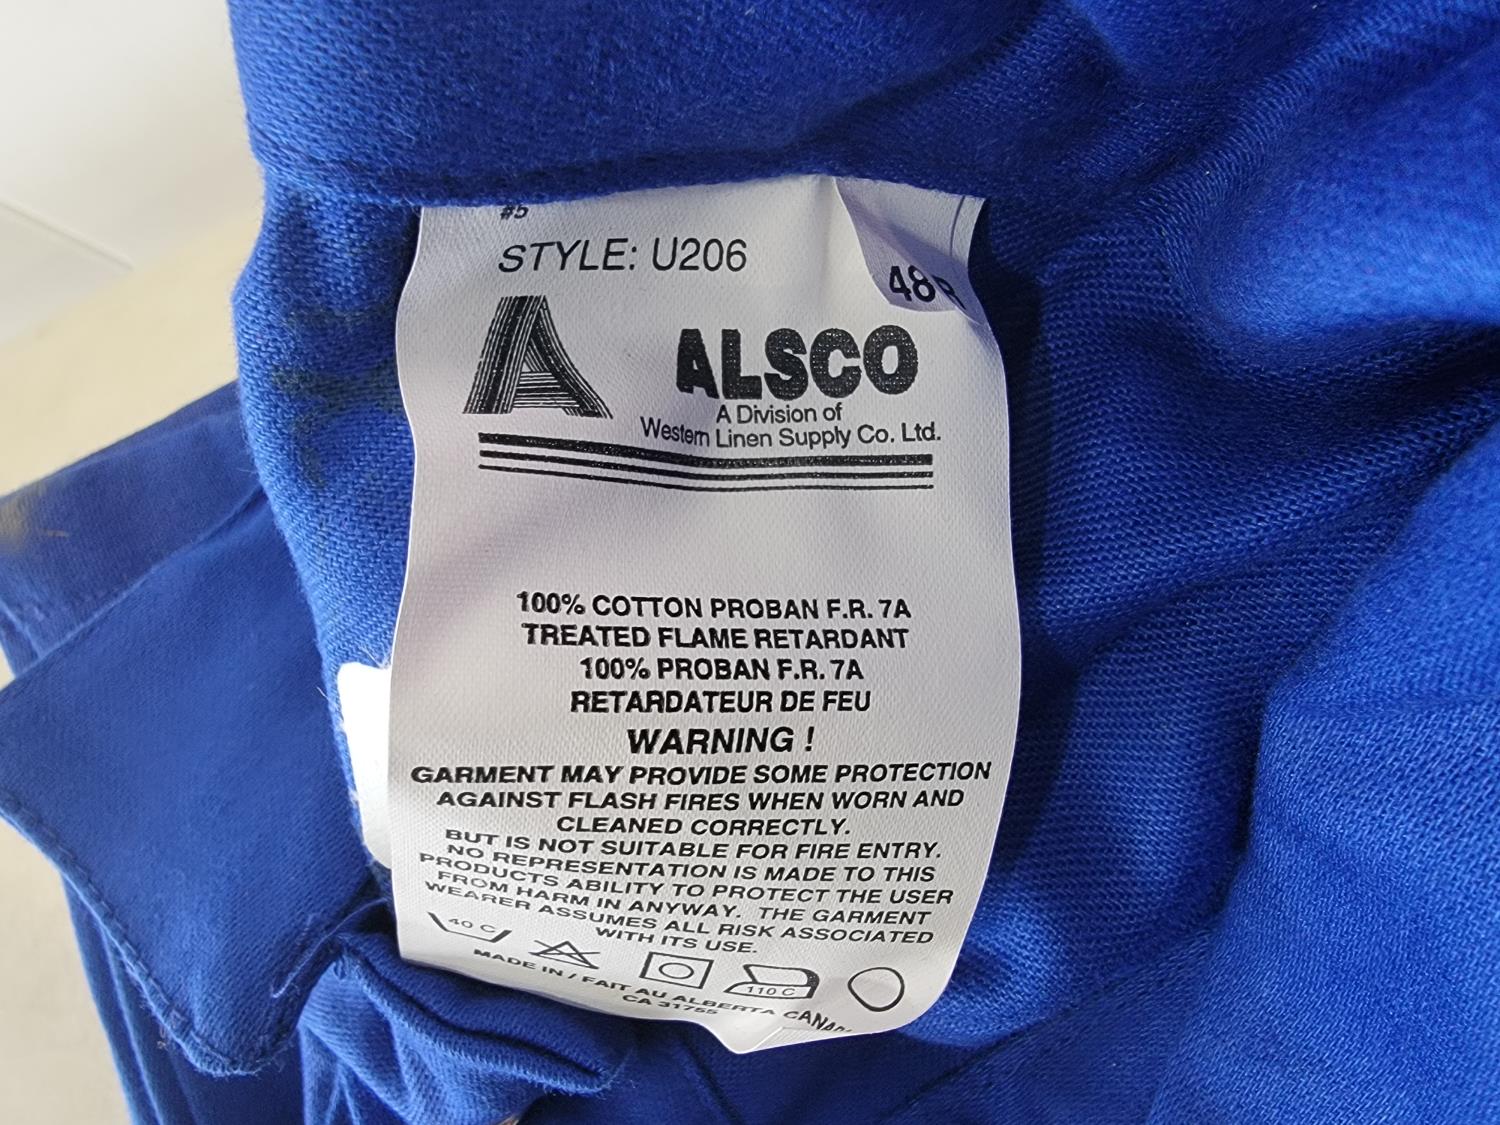 #5
STYLE: U206
48R
ALSCO
A Division of
Western Linen Supply Co. Ltd.
100% COTTON PROBAN F.R. 7A
TREATED FLAME RETARDANT
100% PROBAN F.R. 7A
RETARDATEUR DE FEU
WARNING !
GARMENT MAY PROVIDE SOME PROTECTION
AGAINST FLASH FIRES WHEN WORN AND
CLEANED CORRECTLY.
BUT IS NOT SUITABLE FOR FIRE ENTRY.
NO REPRESENTATION IS MADE TO THIS
PRODUCTS ABILITY TO PROTECT THE USER
FROM HARM IN ANYWAY. THE GARMENT
WEARER ASSUMES ALL RISK ASSOCIATED
WITH ITS USE.
40 C
110 C
MADE IN / FAIT AU ALBERTA CANADA
CA 31755